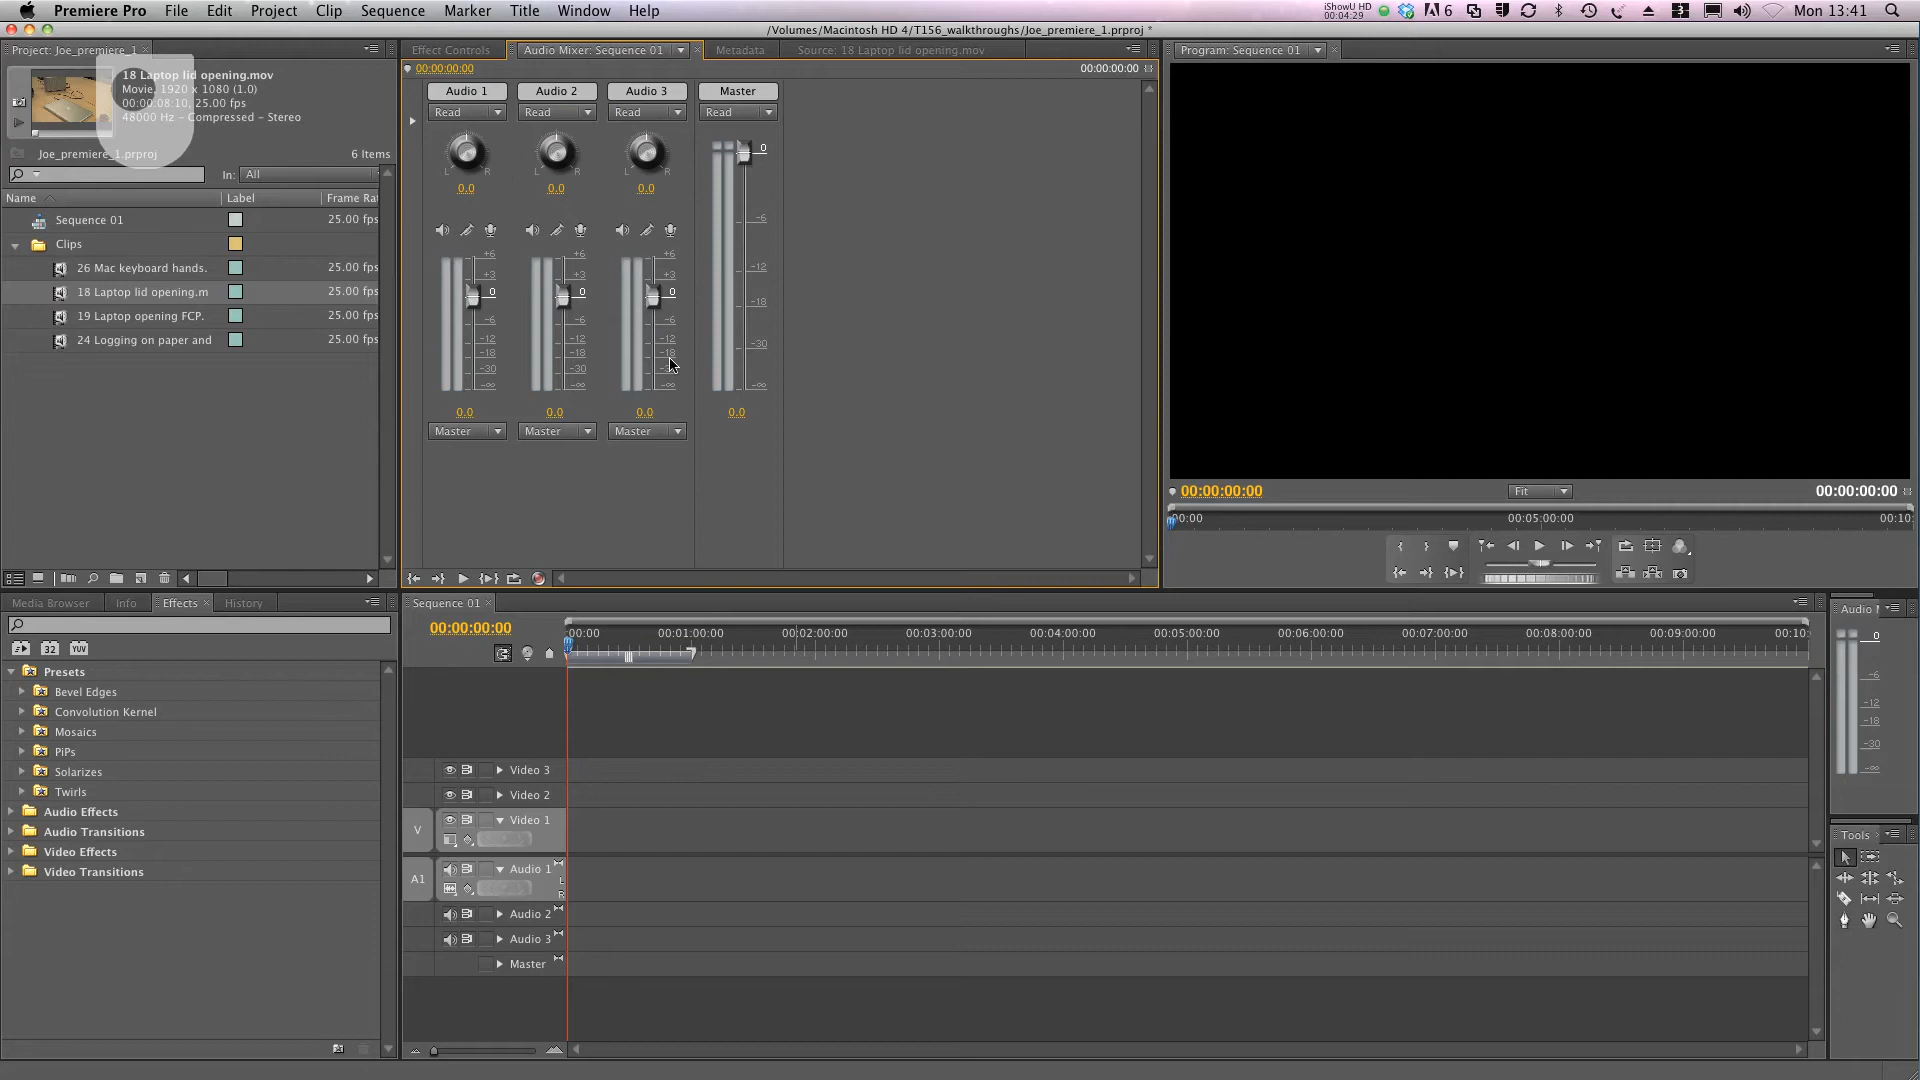 Premiere Pro File Edit Project Clip Sequence Marker Title Window Help
iShowU HD
00:04:29
6
3
Mon 13:41
/Volumes/Macintosh HD 4/T156_walkthroughs/Joe_premiere_1.prproj *
Project: Joe_premiere_1
Effect Controls
Audio Mixer: Sequence 01
Metadata
Source: 18 Laptop lid opening.mov
Program: Sequence 01
18 Laptop lid opening.mov
Movie, 1920 x 1080 (1.0)
00:00:08:10, 25.00 fps
48000 Hz – Compressed – Stereo
Joe_premiere_1.prproj
6 Items
In: All
Name Label Frame Ra
Sequence 01 25.00 fps
Clips
26 Mac keyboard hands. 25.00 fps
18 Laptop lid opening.m 25.00 fps
19 Laptop opening FCP. 25.00 fps
24 Logging on paper and 25.00 fps
00:00:00:00 00:00:00:00
Audio 1 Audio 2 Audio 3 Master
Read Read Read Read
L R L R L R
0.0 0.0 0.0
+6 +6 +6
+3 +3 +3
0 0 0
-6 -6 -6
-12 -12 -12
-18 -18 -18
-30 -30
-∞ -∞ -∞
0
-6
-12
-18
-30
-∞
0.0 0.0 0.0 0.0
Master Master Master
00:00:00:00 Fit 00:00:00:00
00:00 00:05:00:00 00:10:
Media Browser Info Effects History
32 YUV
Presets
Bevel Edges
Convolution Kernel
Mosaics
PiPs
Solarizes
Twirls
Audio Effects
Audio Transitions
Video Effects
Video Transitions
Sequence 01
00:00:00:00
00:00 00:01:00:00 00:02:00:00 00:03:00:00 00:04:00:00 00:05:00:00 00:06:00:00 00:07:00:00 00:08:00:00 00:09:00:00 00:10:
Video 3
Video 2
V Video 1
A1 Audio 1
L
R
Audio 2
Audio 3
Master
Audio
0
-6
-12
-18
-30
-∞
Tools